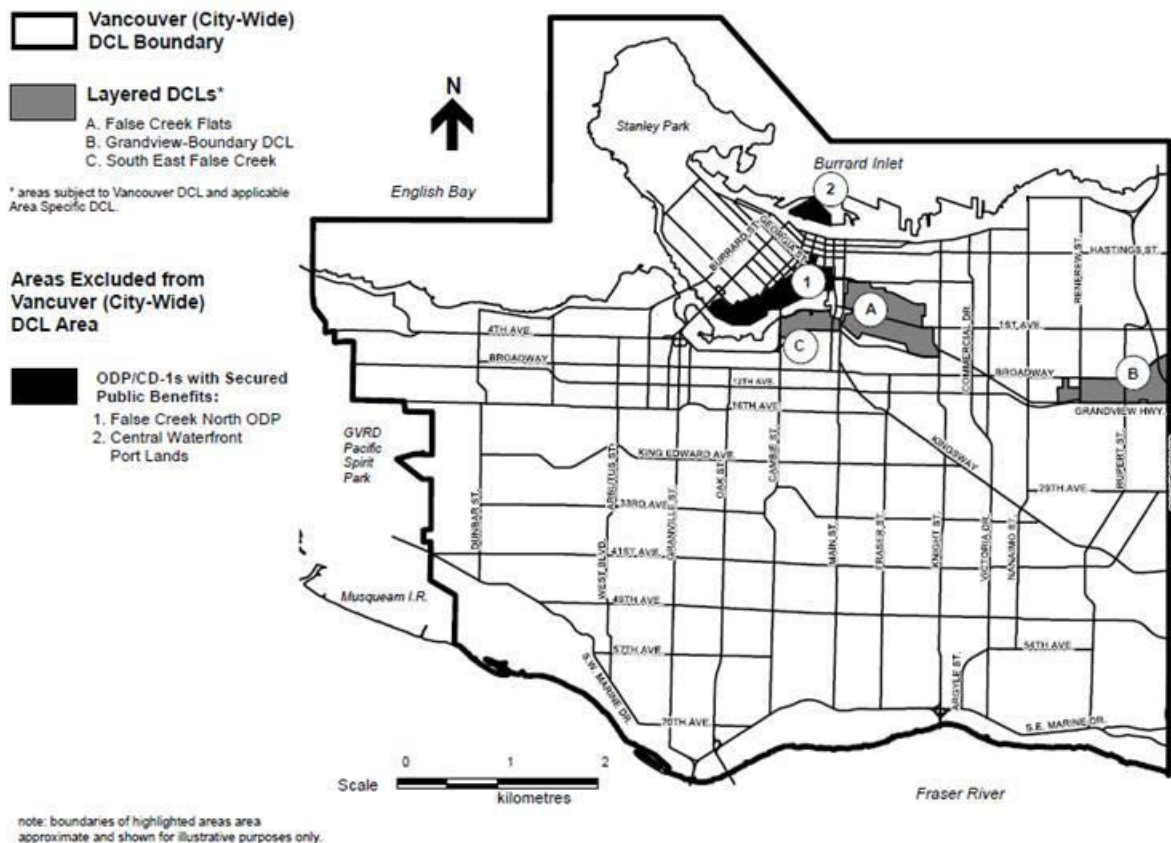 Vancouver (City-Wide)
DCL Boundary
Layered DCLs*
A. False Creek Flats
B. Grandview-Boundary DCL
C. South East False Creek
* areas subject to Vancouver DCL and applicable
Area Specific DCL.
Areas Excluded from
Vancuver (City-Wide)
DCL Area
ODP/CD-1s with Secured
Public Benefits:
1. False Creek North ODP
2. Central Waterfront
Port Lands
N
Stanley Park
Burrard Inlet
English Bay
2
GEORGIA
BURRARD ST.
HASTINGS ST.
RENEREW ST.
1
A
COMMERCIAL DR.
4TH AVE.
1ST AVE.
C
BROADWAY
BROADWAY
B
12TH AVE.
16TH AVE.
GRANDVIEW HWY.
GVRD
Pacific
Spirit
Park
KING EDWARD AVE.
KINGSWAY
RUPERT ST.
DUNBAR ST.
ARBUTUS ST.
OAK ST.
CAMBIE ST.
29TH AVE.
33RD AVE.
WEST BLVD.
GRANVILLE ST.
MAIN ST.
FRASER ST.
KNIGHT ST.
VICTORIA DR.
NANAIMO ST.
41ST AVE.
Musqueam I.R.
49TH AVE.
57TH AVE.
54TH AVE.
S.W. MARINE DR.
ARGYLE ST.
70TH AVE.
S.E. MARINE DR.
0 1 2
Scale
kilometres
Fraser River
note: boundaries of highlighted areas area
approximate and shown for illustrative purposes only.